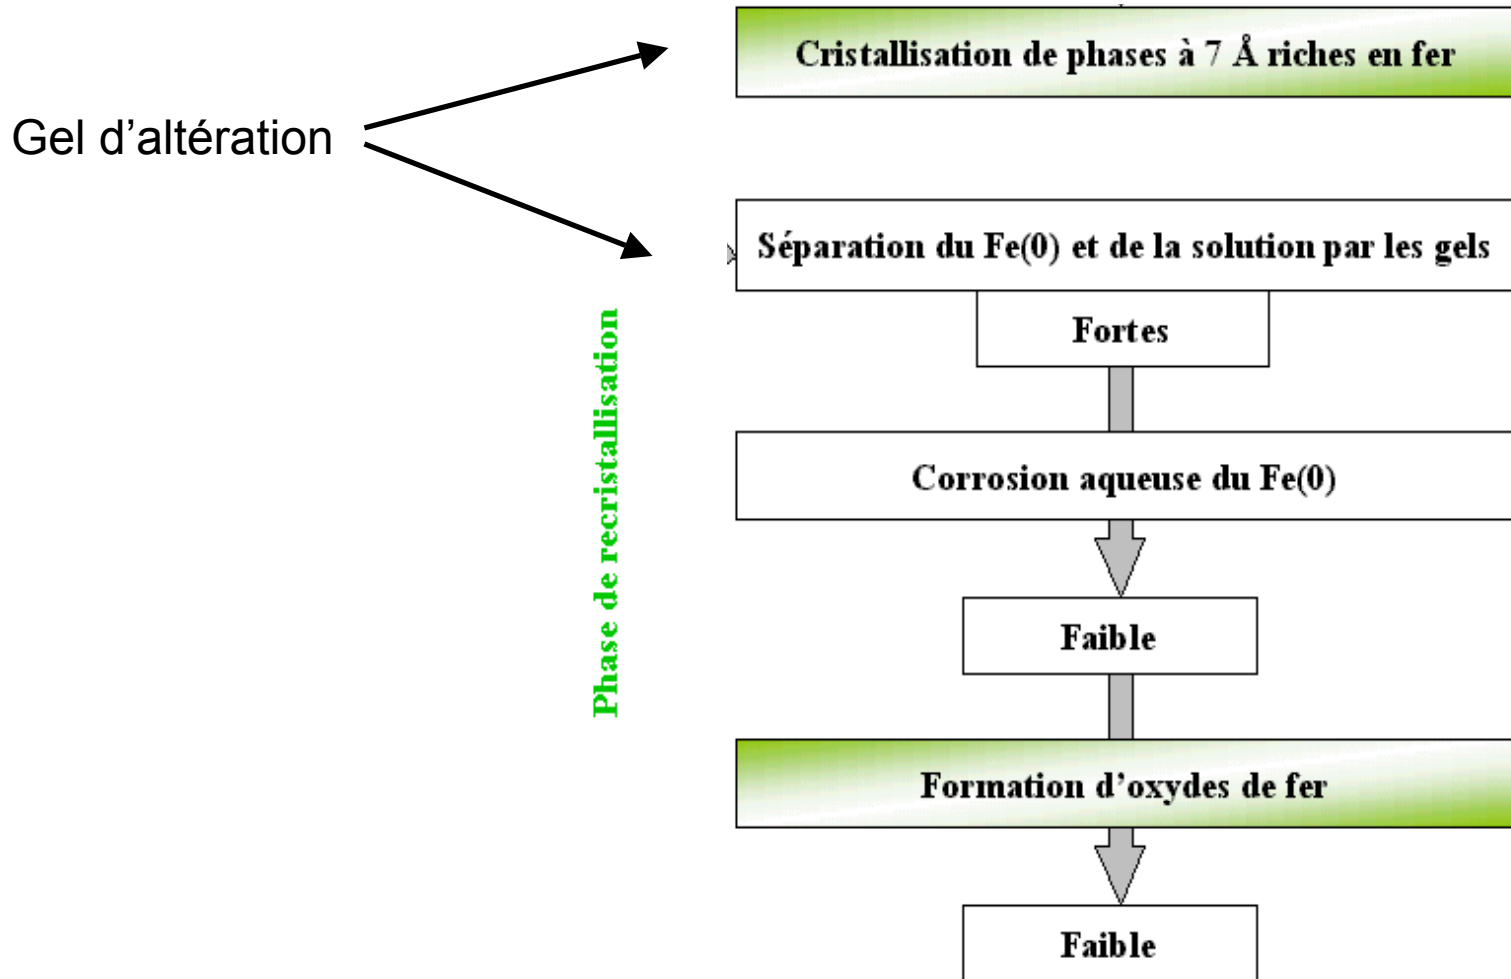 Cristallisation de phases à 7 Å riches en fer
Gel d’altération
Séparation du Fe(0) et de la solution par les gels
Fortes
Phase de recristallisation
Corrosion aqueuse du Fe(0)
Faible
Formation d’oxydes de fer
Faible